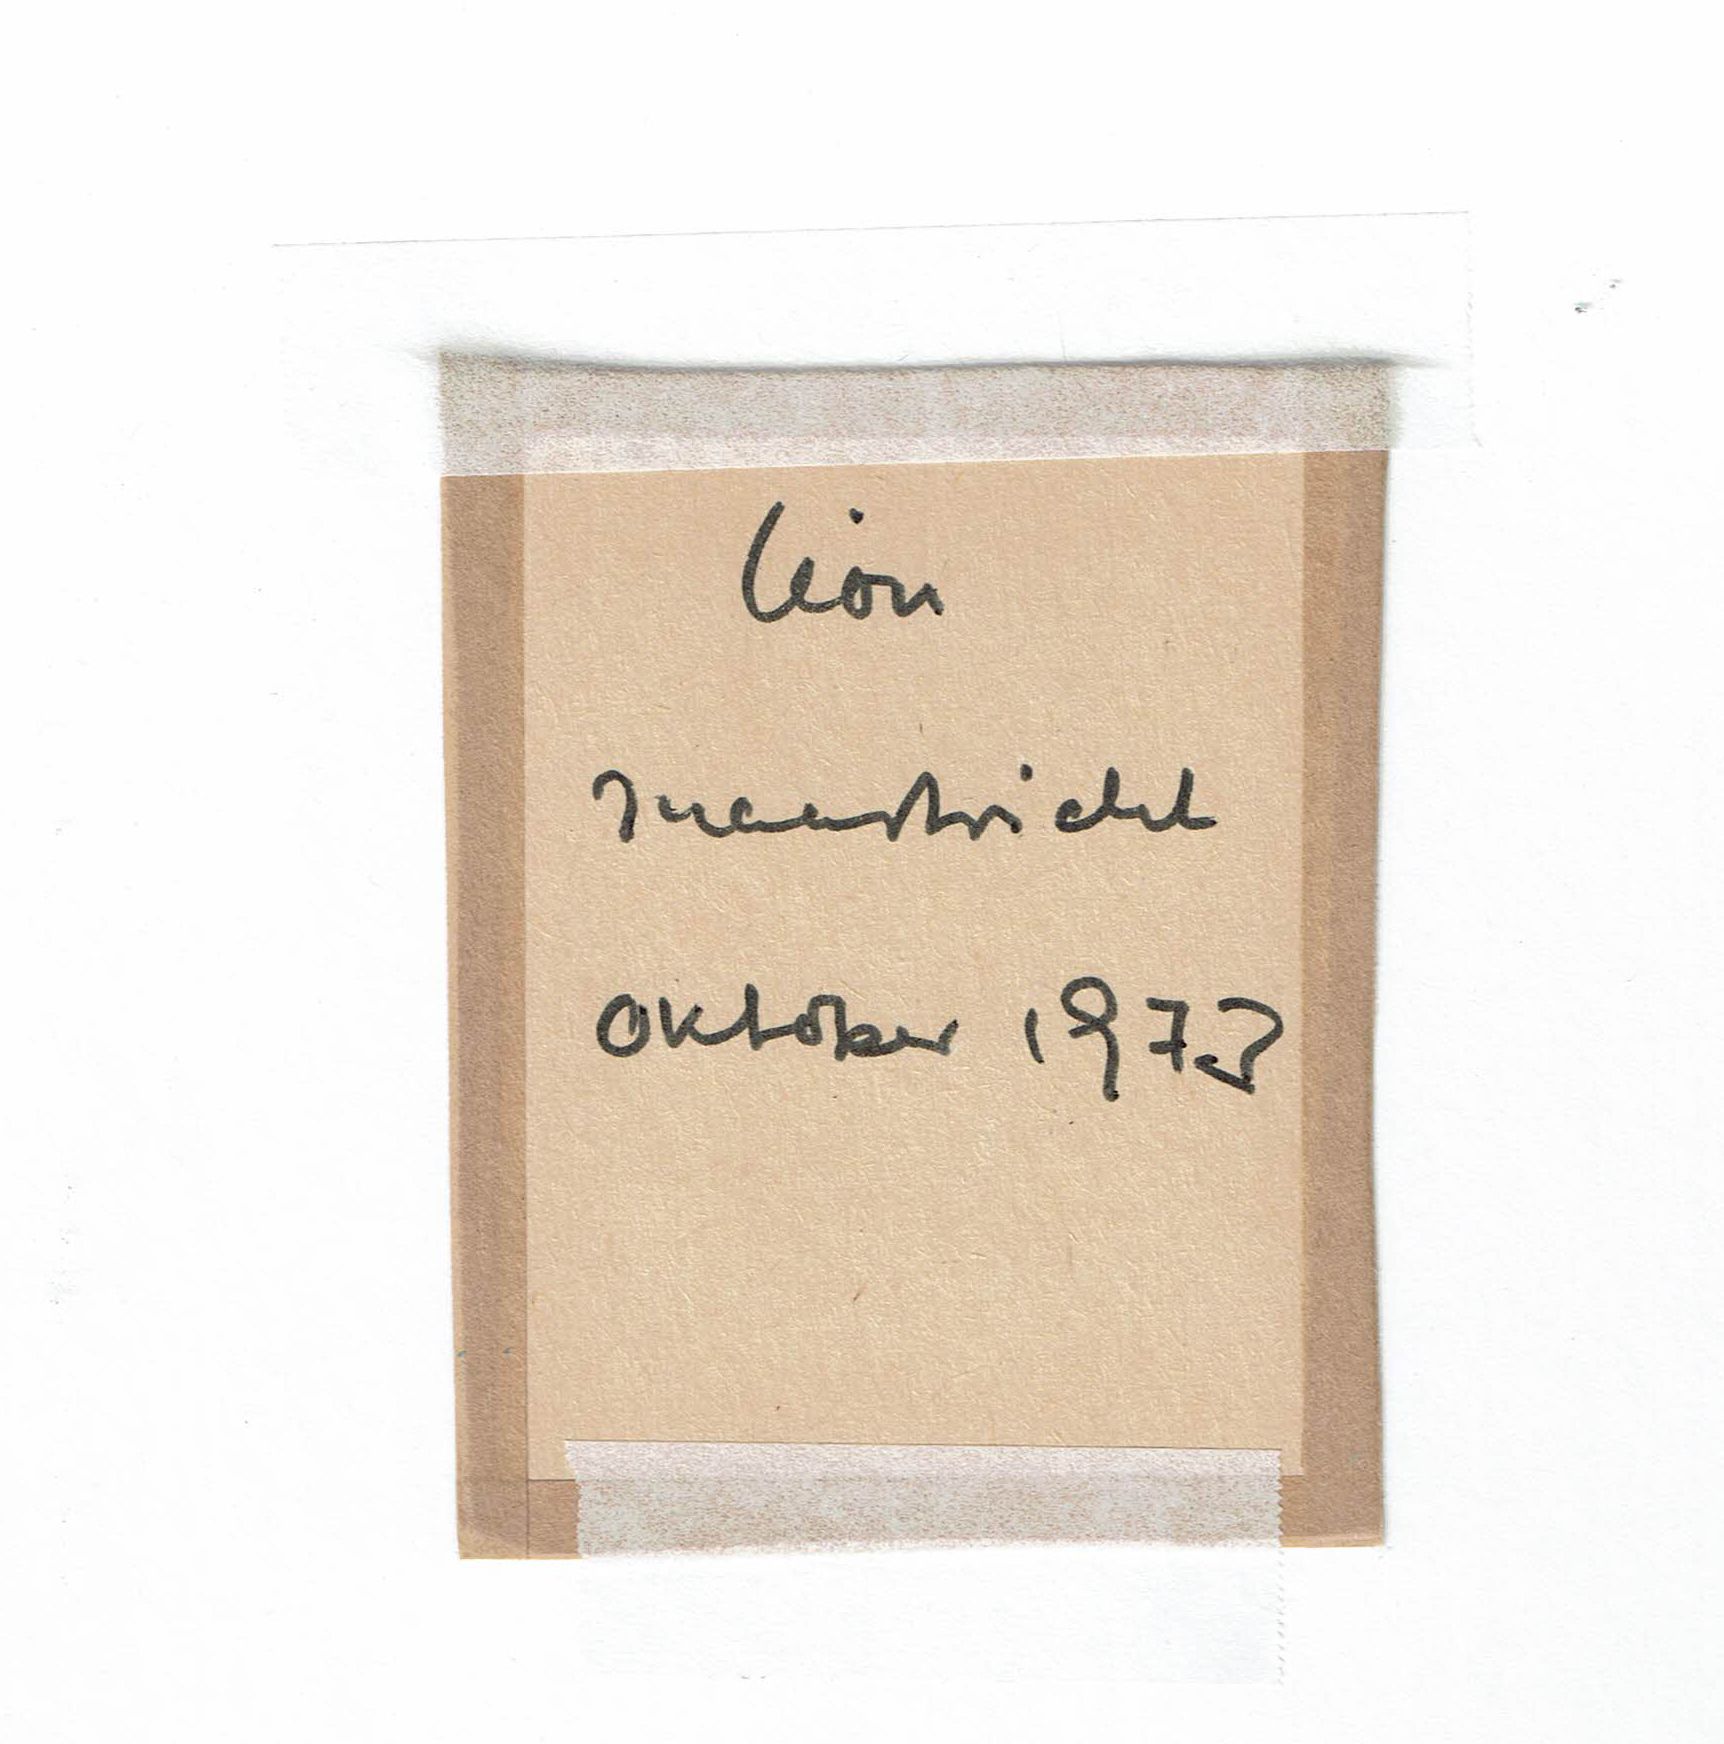 Léon
maastricht
oktober 1973